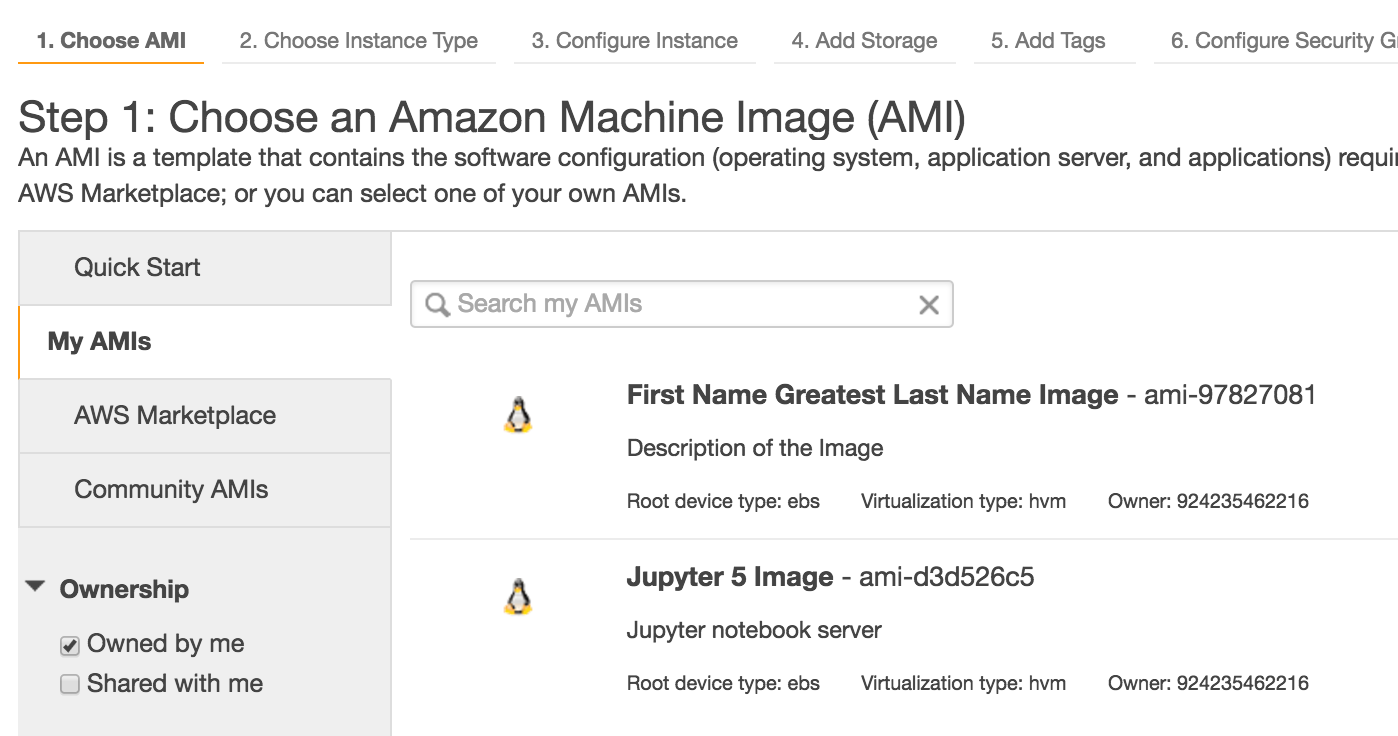 1. Choose AMI 2. Choose Instance Type 3. Configure Instance 4. Add Storage 5. Add Tags 6. Configure Security
Step 1: Choose an Amazon Machine Image (AMI)
An AMI is a template that contains the software configuration (operating system, application server, and applications)
AWS Marketplace; or you can select one of your own AMIs.
Quick Start
Search my AMIs
My AMIs
AWS Marketplace
Community AMIs
First Name Greatest Last Name Image - ami-97827081
Description of the Image
Root device type: ebs Virtualization type: hvm Owner: 924235462216
Jupyter 5 Image - ami-d3d526c5
Jupyter notebook server
Root device type: ebs Virtualization type: hvm Owner: 924235462216
Ownership
Owned by me
Shared with me